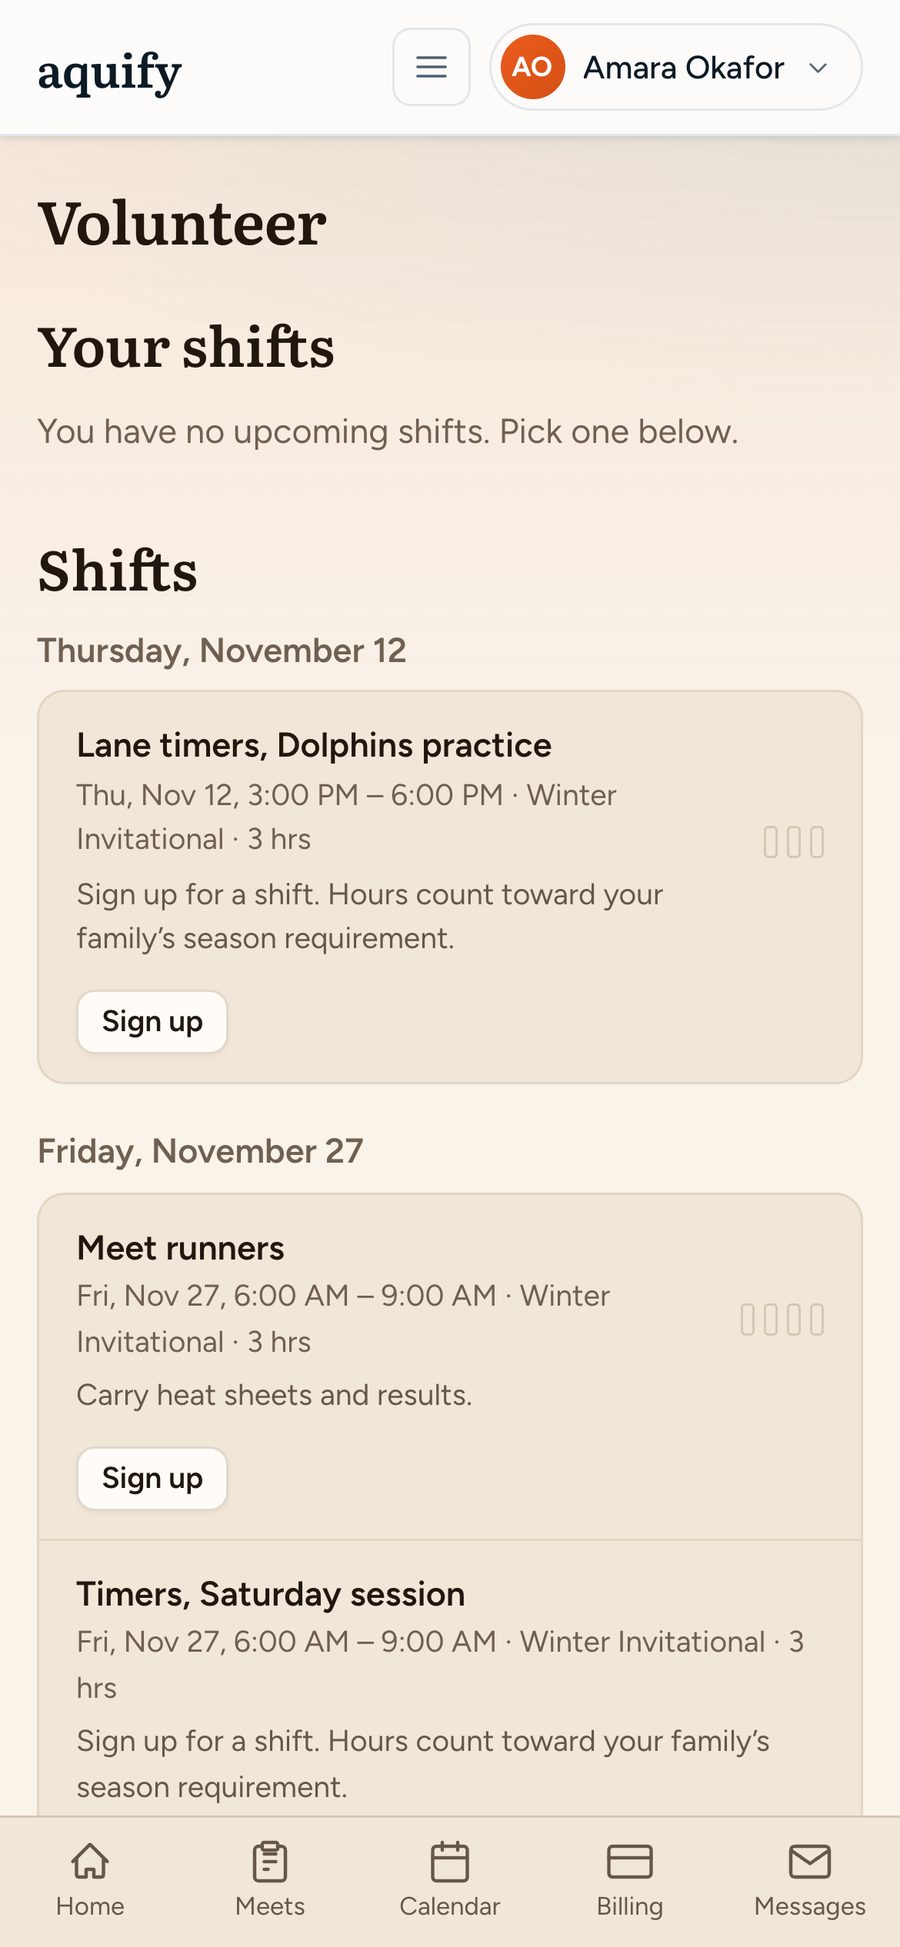 aquify
AO
Amara Okafor
Volunteer
Your shifts
You have no upcoming shifts. Pick one below.
Shifts
Thursday, November 12
Lane timers, Dolphins practice
Thu, Nov 12, 3:00 PM – 6:00 PM · Winter
Invitational · 3 hrs
Sign up for a shift. Hours count toward your
family’s season requirement.
Sign up
Friday, November 27
Meet runners
Fri, Nov 27, 6:00 AM – 9:00 AM · Winter
Invitational · 3 hrs
Carry heat sheets and results.
Sign up
Timers, Saturday session
Fri, Nov 27, 6:00 AM – 9:00 AM · Winter Invitational · 3
hrs
Sign up for a shift. Hours count toward your family’s
season requirement.
Home
Meets
Calendar
Billing
Messages